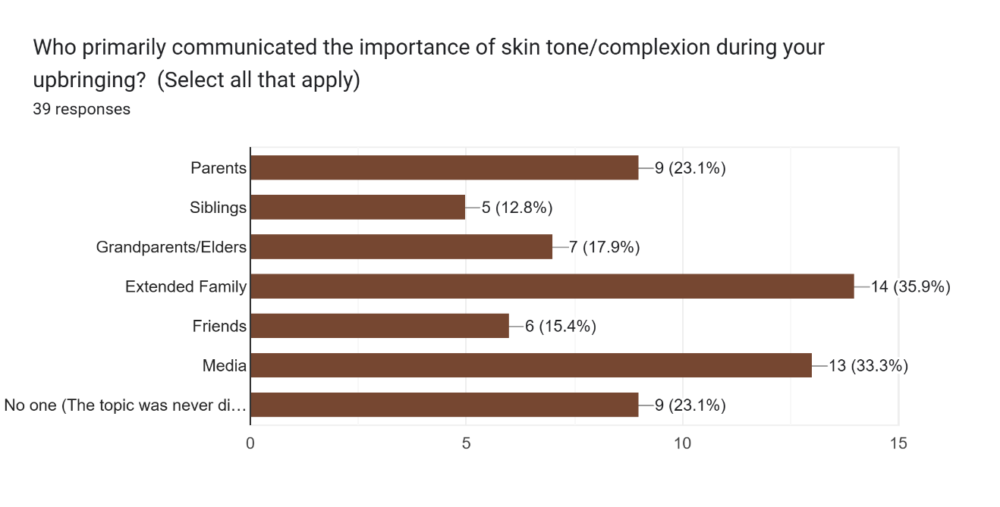 Who primarily communicated the importance of skin tone/complexion during your
upbringing?  (Select all that apply)
39 responses
Parents 9 (23.1%)
Siblings 5 (12.8%)
Grandparents/Elders 7 (17.9%)
Extended Family 14 (35.9%)
Friends 6 (15.4%)
Media 13 (33.3%)
No one (The topic was never di… 9 (23.1%)
0 5 10 15